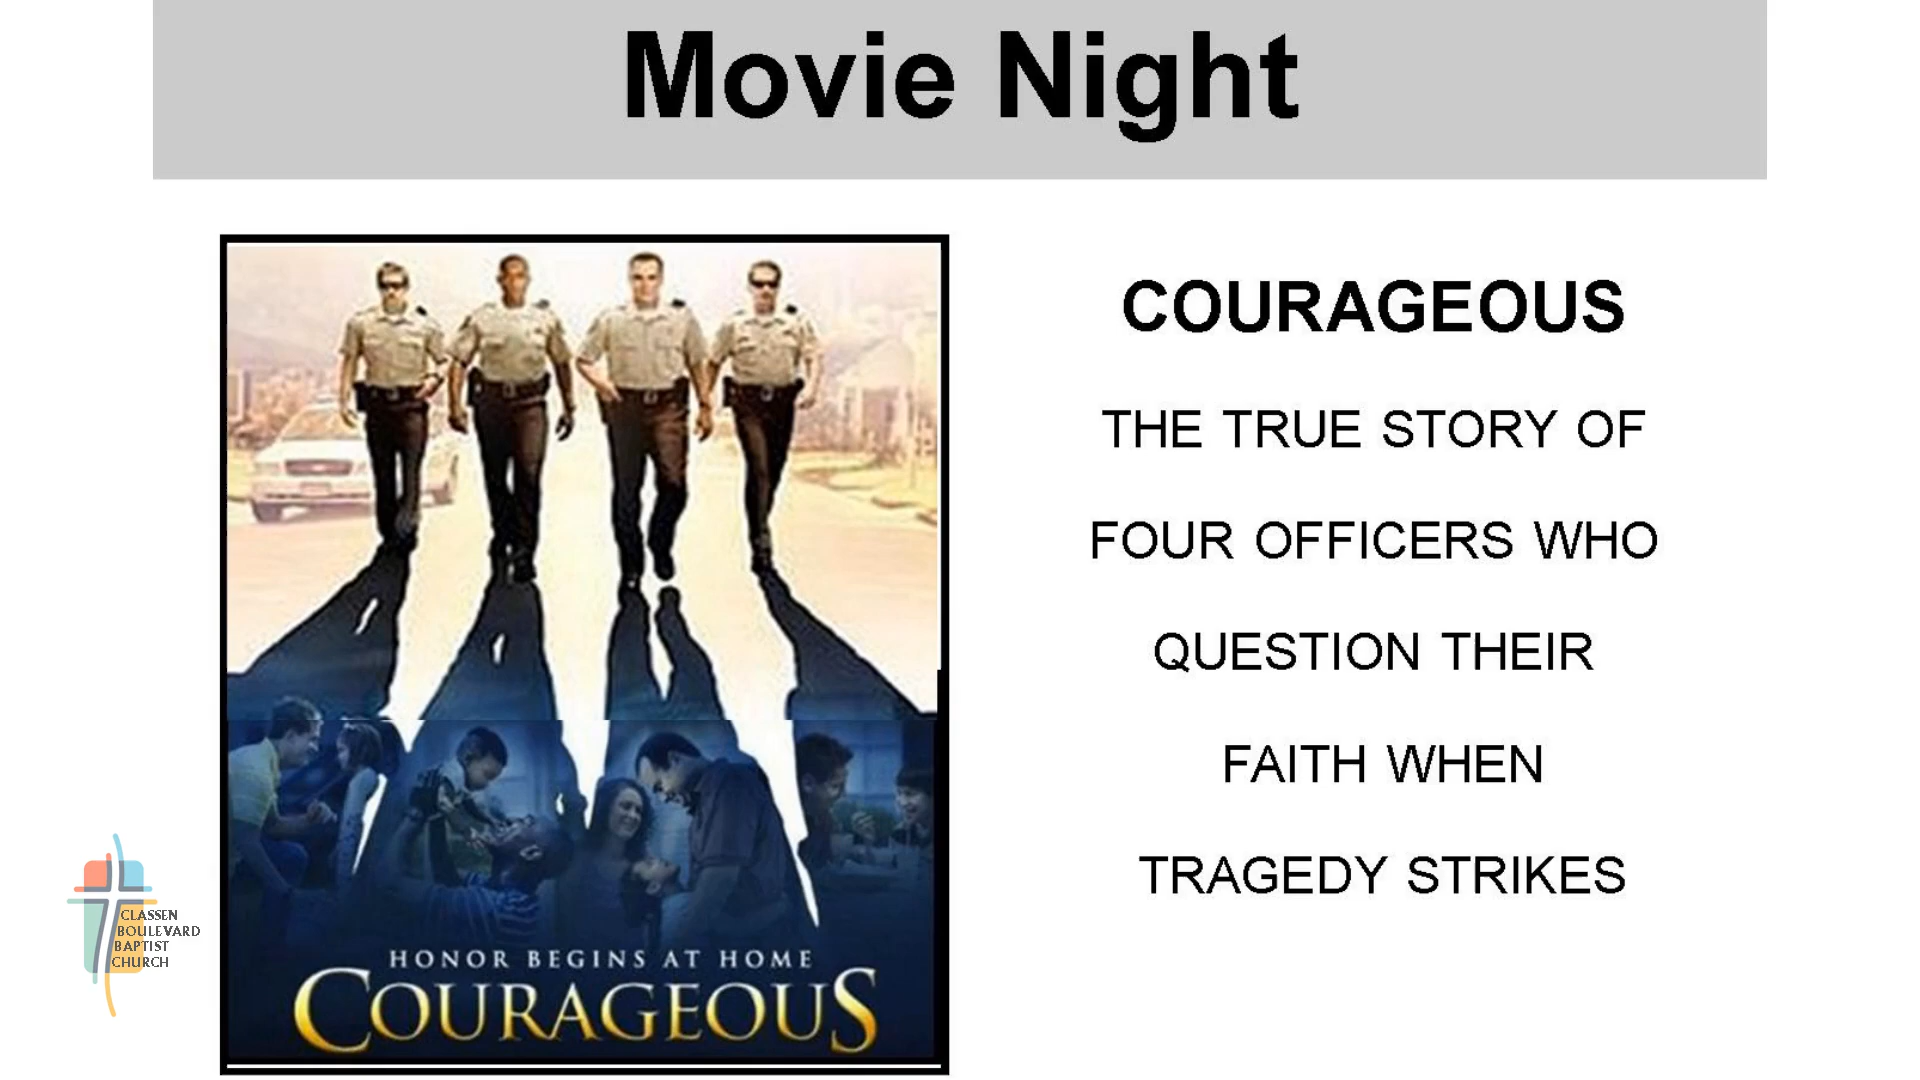 Movie Night
COURAGEOUS
THE TRUE STORY OF
FOUR OFFICERS WHO
QUESTION THEIR
FAITH WHEN
TRAGEDY STRIKES
HONOR BEGINS AT HOME
COURAGEOUS
CLASSEN
BOULEVARD
BAPTIST
CHURCH